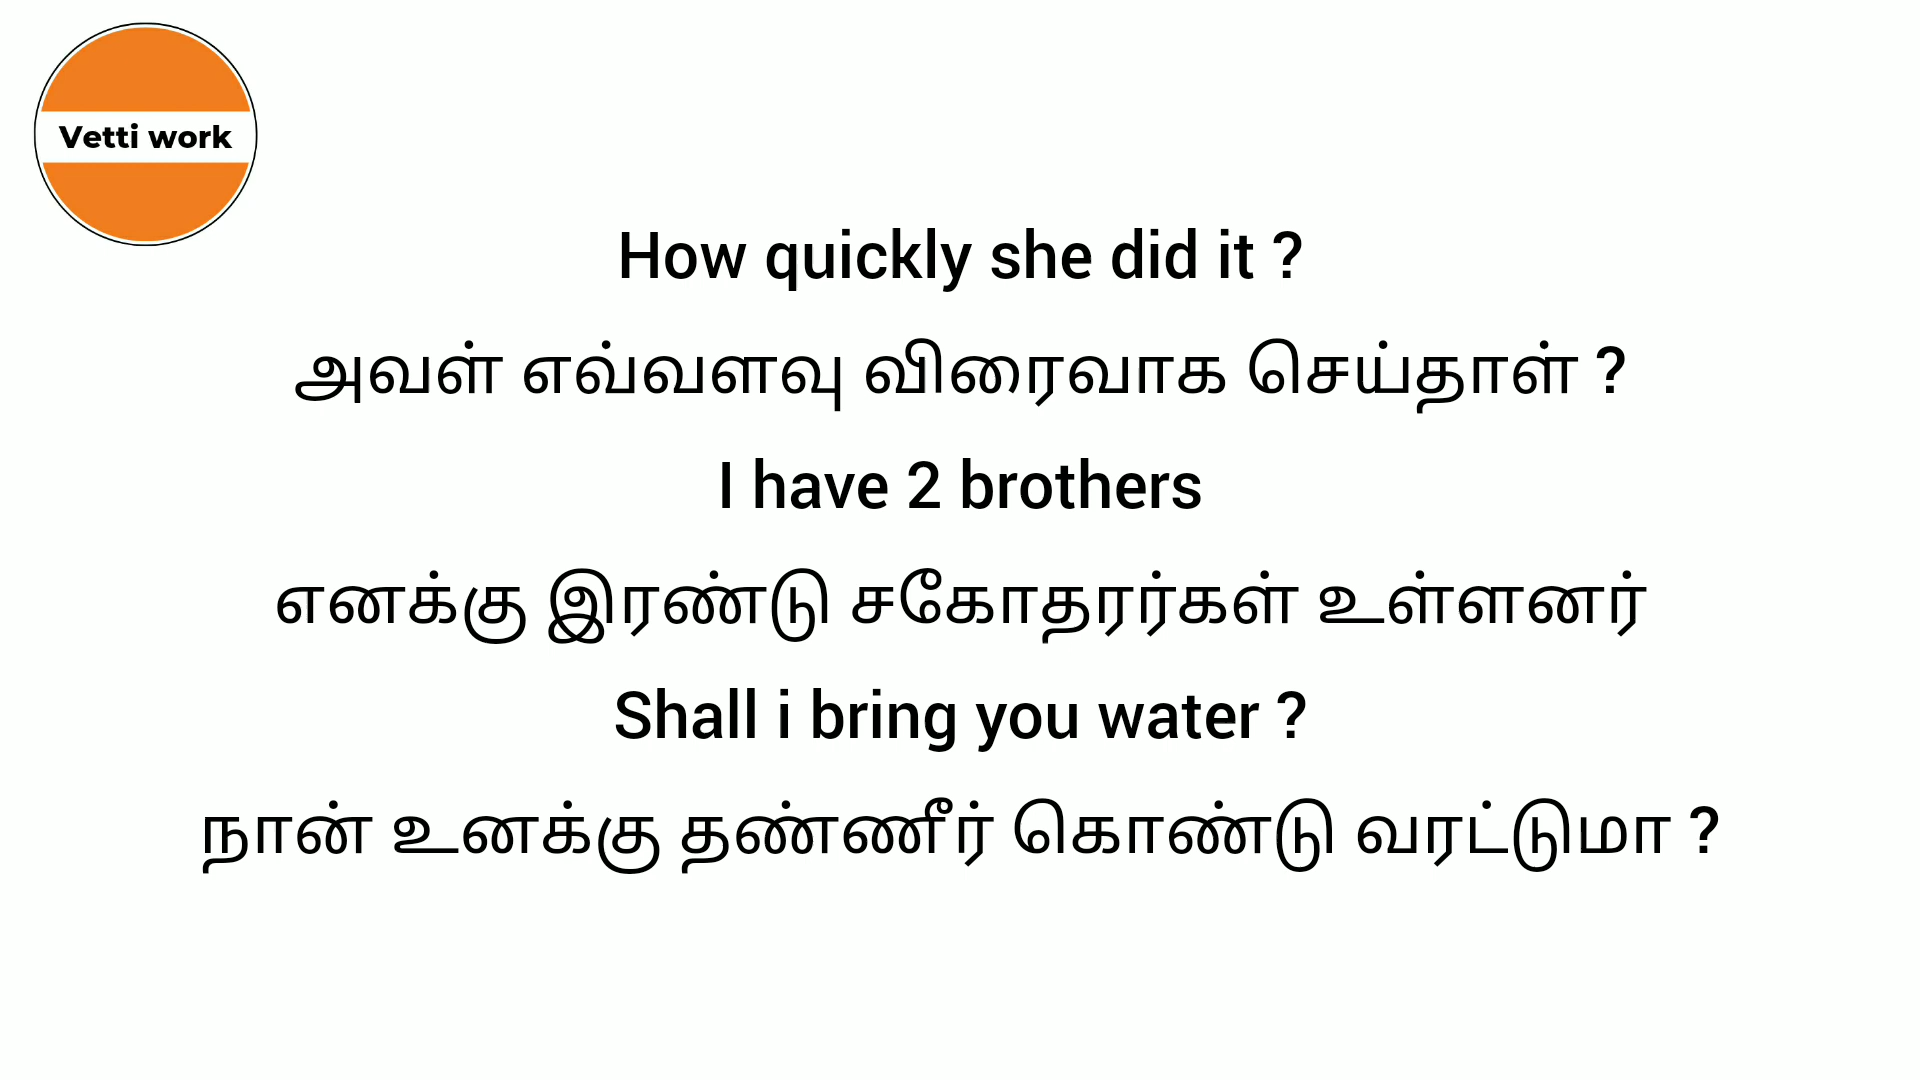 Vetti work
How quickly she did it ?
அவள் எவ்வளவு விரைவாக செய்தாள் ?
I have 2 brothers
எனக்கு இரண்டு சகோதரர்கள் உள்ளனர்
Shall i bring you water ?
நான் உனக்கு தண்ணீர் கொண்டு வரட்டுமா ?